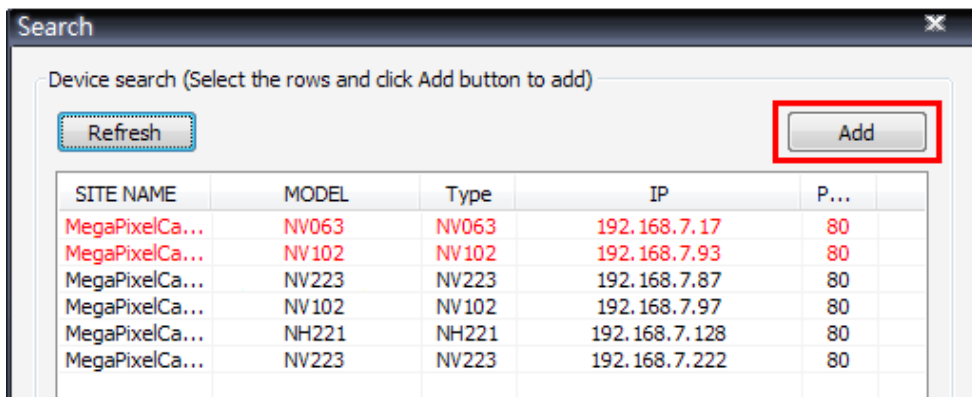 Search
Device search (Select the rows and click Add button to add)
Refresh Add
SITE NAME MODEL Type IP P...
MegaPixelCa... NV063 NV063 192.168.7.17 80
MegaPixelCa... NV102 NV102 192.168.7.93 80
MegaPixelCa... NV223 NV223 192.168.7.87 80
MegaPixelCa... NV102 NV102 192.168.7.97 80
MegaPixelCa... NH221 NH221 192.168.7.128 80
MegaPixelCa... NV223 NV223 192.168.7.222 80